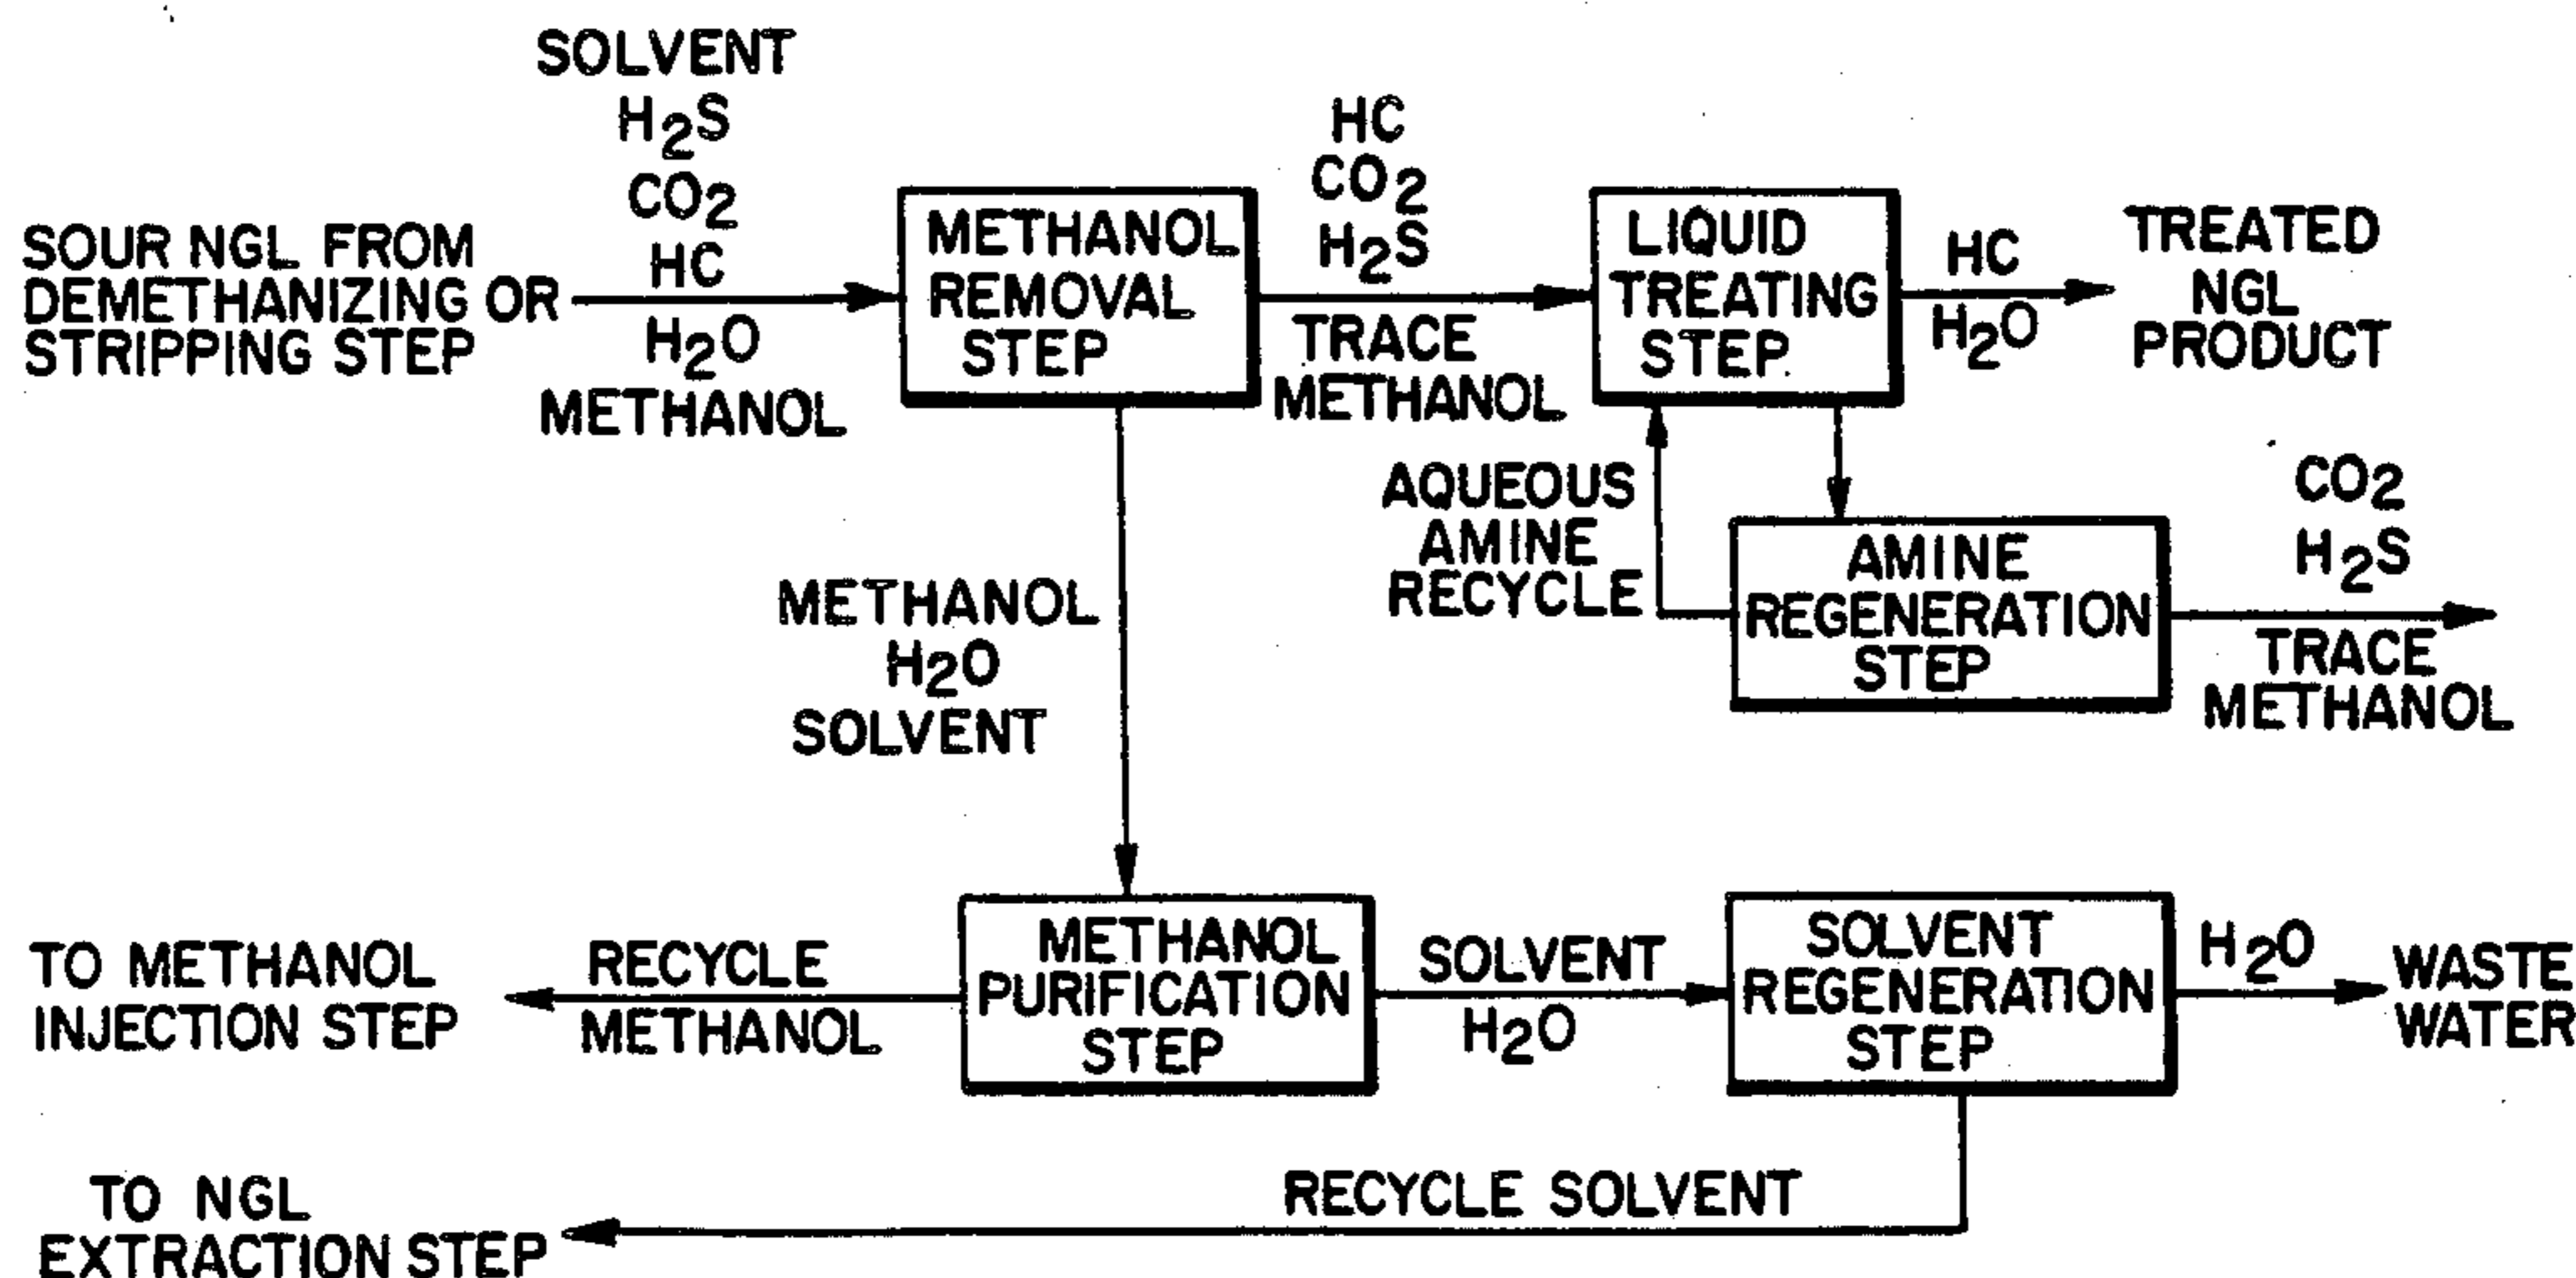 SOUR NGL FROM
DEMETHANIZING OR
STRIPPING STEP
SOLVENT
H2S
CO2
HC
H2O
METHANOL
METHANOL
REMOVAL
STEP
HC
CO2
H2S
TRACE
METHANOL
LIQUID
TREATING
STEP
HC
H2O
TREATED
NGL
PRODUCT
AQUEOUS
AMINE
RECYCLE
AMINE
REGENERATION
STEP
CO2
H2S
TRACE
METHANOL
METHANOL
H2O
SOLVENT
TO METHANOL
INJECTION STEP
RECYCLE
METHANOL
METHANOL
PURIFICATION
STEP
SOLVENT
H2O
SOLVENT
REGENERATION
STEP
H2O
WASTE
WATER
RECYCLE SOLVENT
TO NGL
EXTRACTION STEP